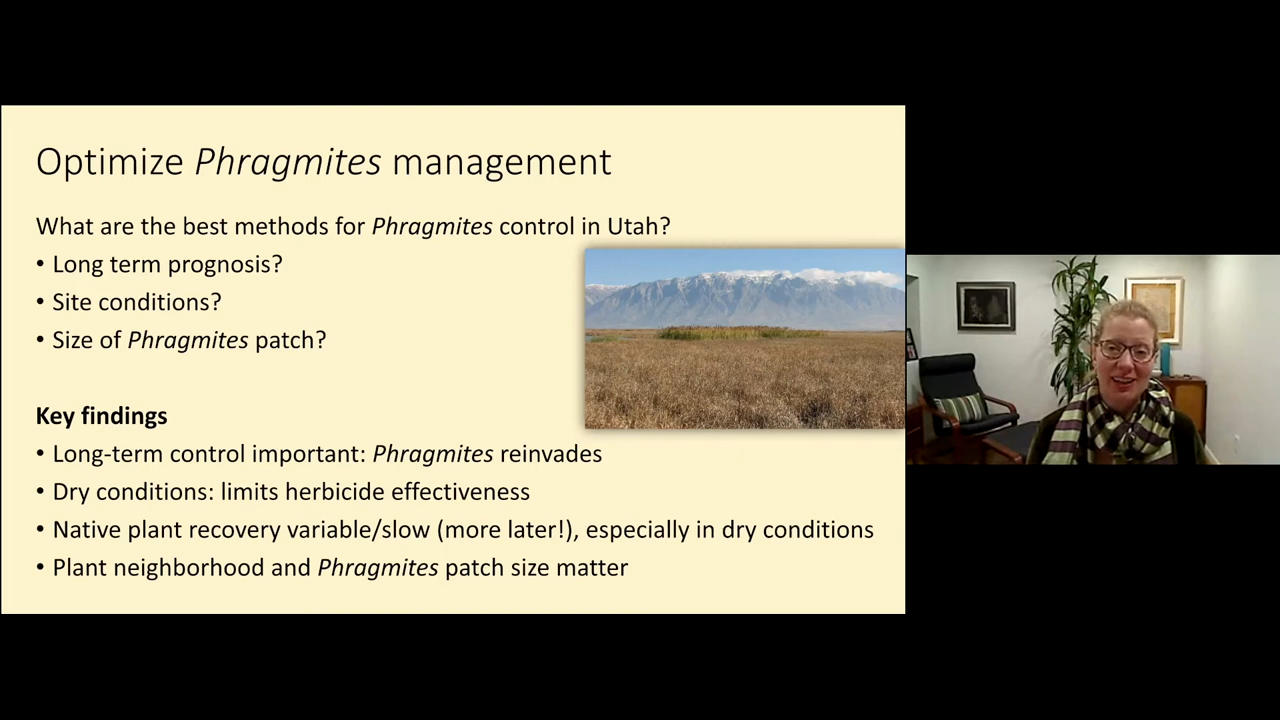 Optimize Phragmites management
What are the best methods for Phragmites control in Utah?
• Long term prognosis?
• Site conditions?
• Size of Phragmites patch?
Key findings
• Long-term control important: Phragmites reinvades
• Dry conditions: limits herbicide effectiveness
• Native plant recovery variable/slow (more later!), especially in dry conditions
• Plant neighborhood and Phragmites patch size matter